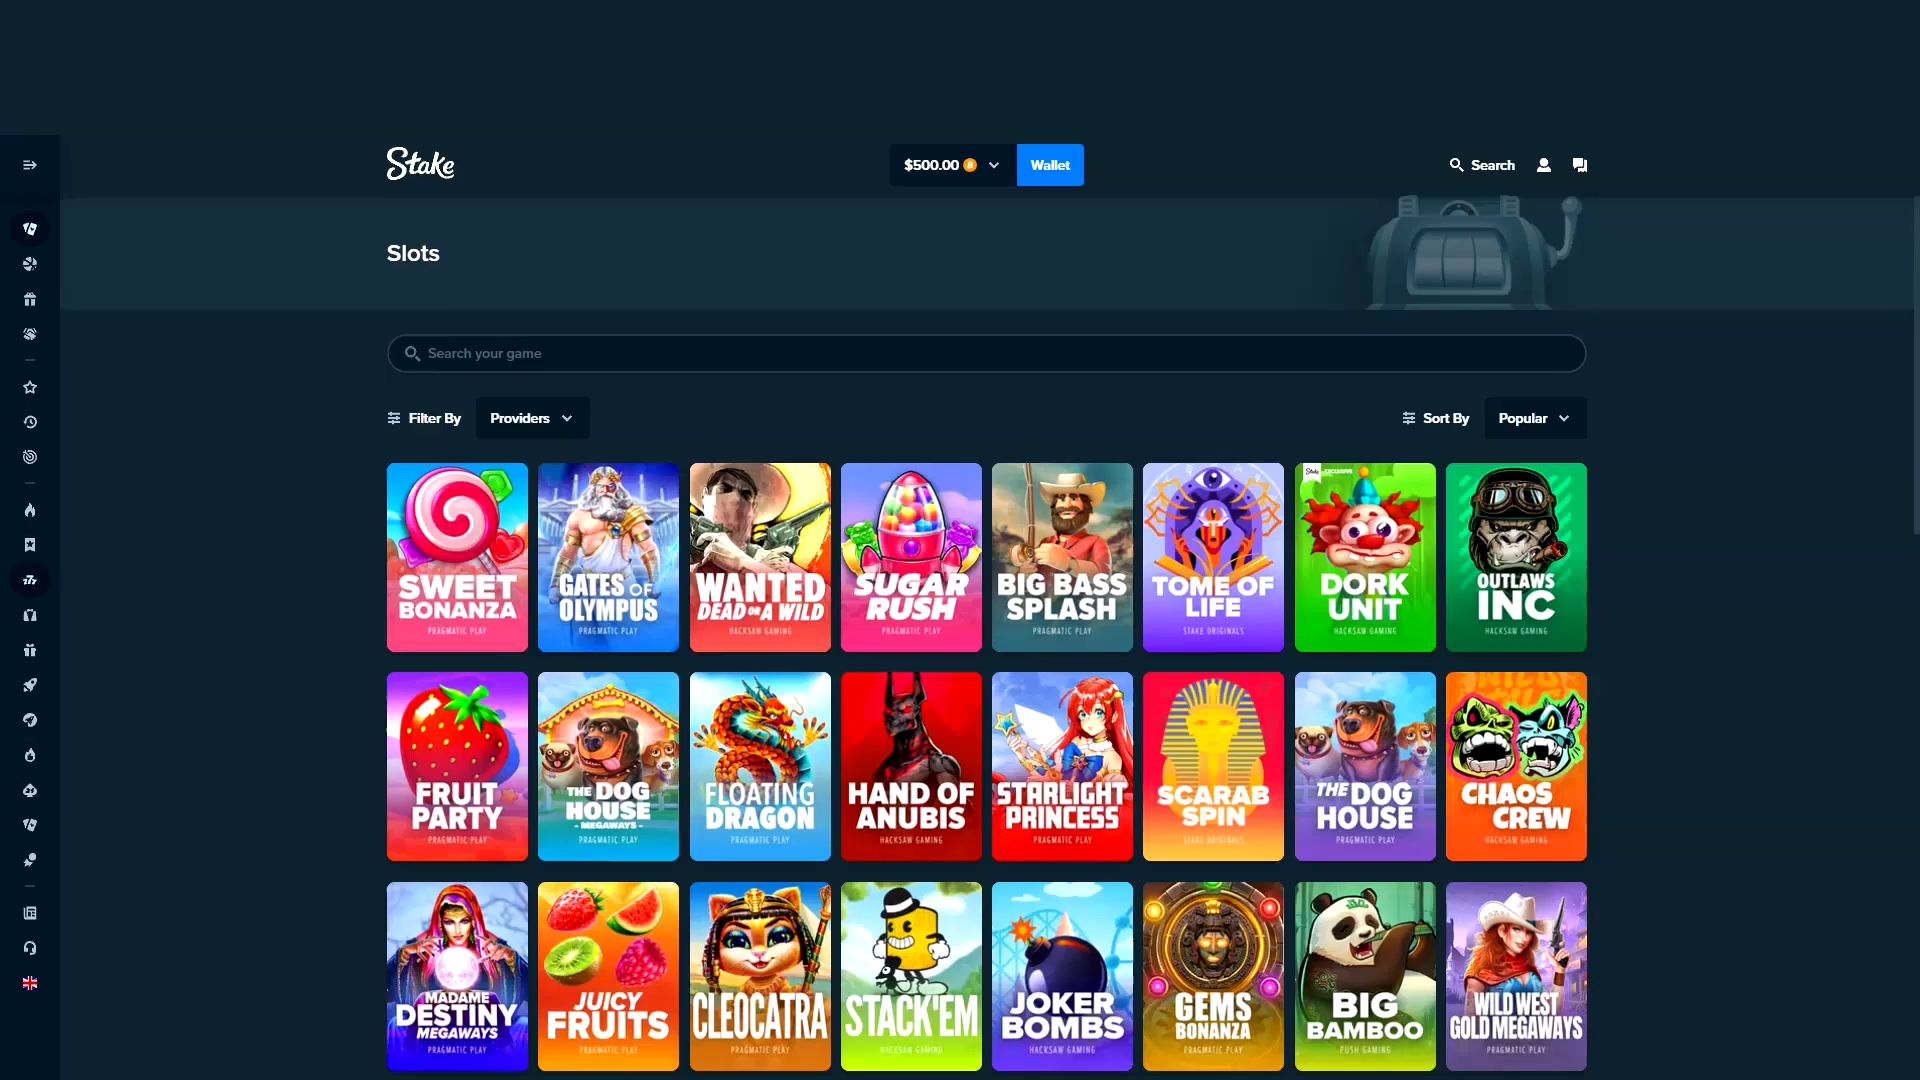 Stake
$500.00
Wallet
Search
Slots
Search your game
Filter By
Providers
Sort By
Popular
SWEET
BONANZA
PRAGMATIC PLAY
GATES OF
OLYMPUS
PRAGMATIC PLAY
WANTED
DEAD OR A WILD
HACKSAW GAMING
SUGAR
RUSH
PRAGMATIC PLAY
BIG BASS
SPLASH
PRAGMATIC PLAY
TOME OF
LIFE
STAKE ORIGINALS
Stake EXCLUSIVE
DORK
UNIT
HACKSAW GAMING
OUTLAWS
INC
HACKSAW GAMING
FRUIT
PARTY
PRAGMATIC PLAY
THE DOG
HOUSE
- MEGAWAYS -
PRAGMATIC PLAY
FLOATING
DRAGON
PRAGMATIC PLAY
HAND OF
ANUBIS
HACKSAW GAMING
STARLIGHT
PRINCESS
PRAGMATIC PLAY
SCARAB
SPIN
STAKE ORIGINALS
THE DOG
HOUSE
PRAGMATIC PLAY
CHAOS
CREW
HACKSAW GAMING
MADAME
DESTINY
MEGAWAYS
PRAGMATIC PLAY
JUICY
FRUITS
PRAGMATIC PLAY
CLEOCATRA
PRAGMATIC PLAY
STACK'EM
HACKSAW GAMING
JOKER
BOMBS
HACKSAW GAMING
GEMS
BONANZA
PRAGMATIC PLAY
BIG
BAMBOO
PUSH GAMING
WILD WEST
GOLD MEGAWAYS
PRAGMATIC PLAY